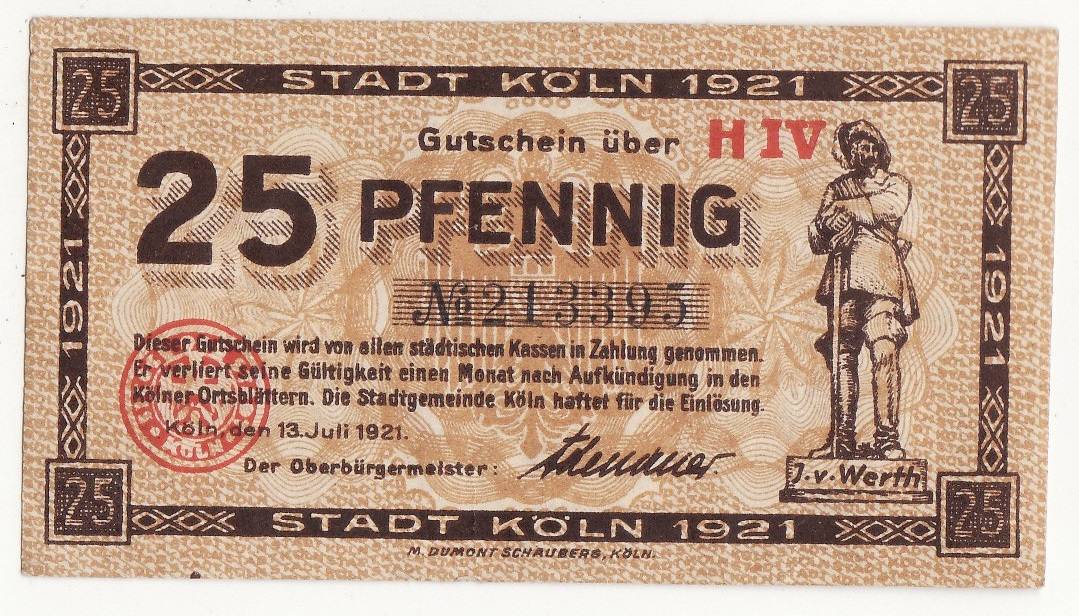 25 STADT KÖLN 1921 25
Gutschein über H IV
25 PFENNIG
№ 213395
Dieser Gutschein wird von allen städtischen Kassen in Zahlung genommen.
Er verliert seine Gültigkeit einen Monat nach Aufkündigung in den
Kölner Ortsblättern. Die Stadtgemeinde Köln haftet für die Einlösung.
Köln den 13. Juli 1921.
Der Oberbürgermeister:
J. v. Werth
1921
1921
25 STADT KÖLN 1921 25
M. DUMONT SCHAUBERG, KÖLN.